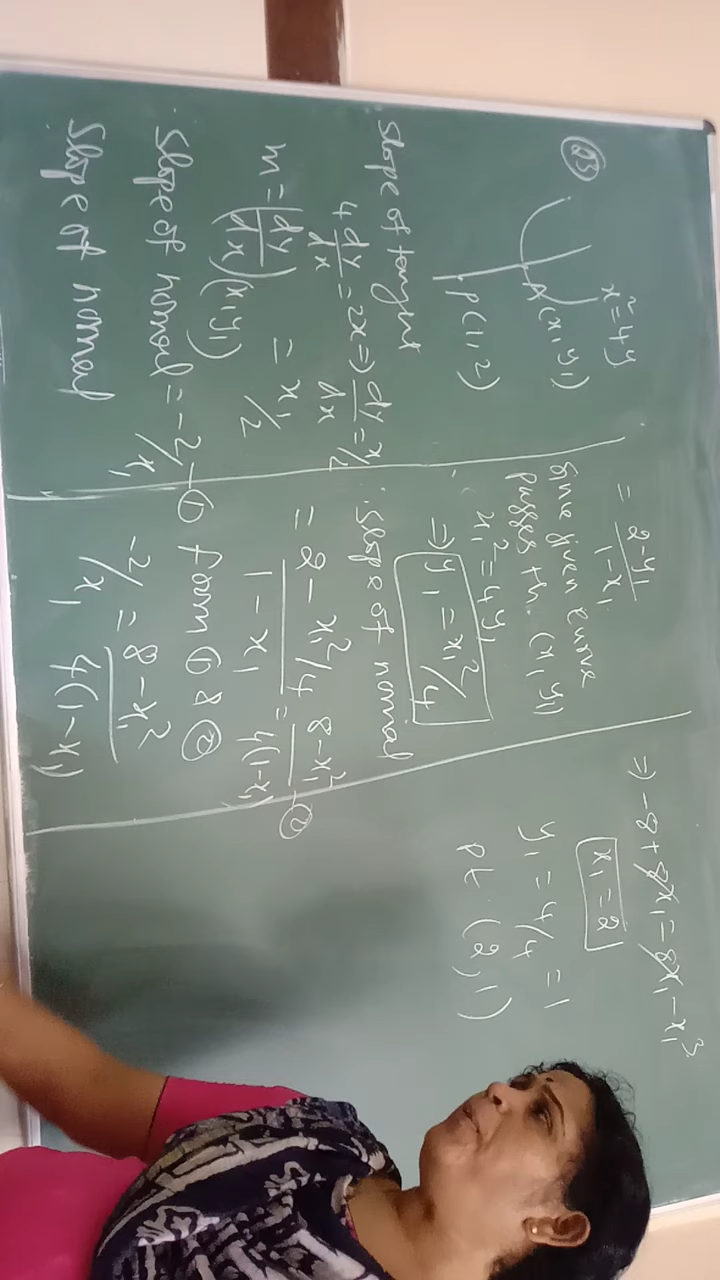 Q3
x² = 4y
A(x₁, y₁)
P(1, 2)
Slope of tangent
4 dy/dx = 2x ⇒ dy/dx = x/2
m = (dy/dx)(x₁, y₁) = x₁/2
Slope of normal = -2/x₁ - ①
Slope of normal
= 2-y₁/1-x₁
Since given curve
passes th. (x₁, y₁)
x₁² = 4y₁
⇒ y₁ = x₁²/4
∴ Slope of normal
= 2 - x₁²/4 / 1 - x₁ = 8-x₁²/4(1-x₁) - ②
from ① & ②
-2/x₁ = 8-x₁²/4(1-x₁)
⇒ -8+8x₁ = 8x₁ - x₁³
x₁ = 2
y₁ = 4/4 = 1
pt. (2, 1)